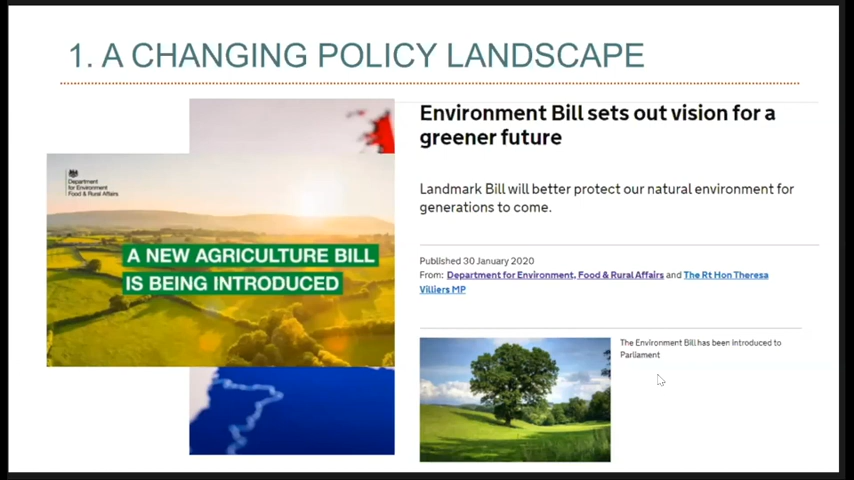 1. A CHANGING POLICY LANDSCAPE
Department
for Environment
Food & Rural Affairs
A NEW AGRICULTURE BILL
IS BEING INTRODUCED
Environment Bill sets out vision for a
greener future
Landmark Bill will better protect our natural environment for
generations to come.
Published 30 January 2020
From: Department for Environment, Food & Rural Affairs and The Rt Hon Theresa
Villiers MP
The Environment Bill has been introduced to
Parliament